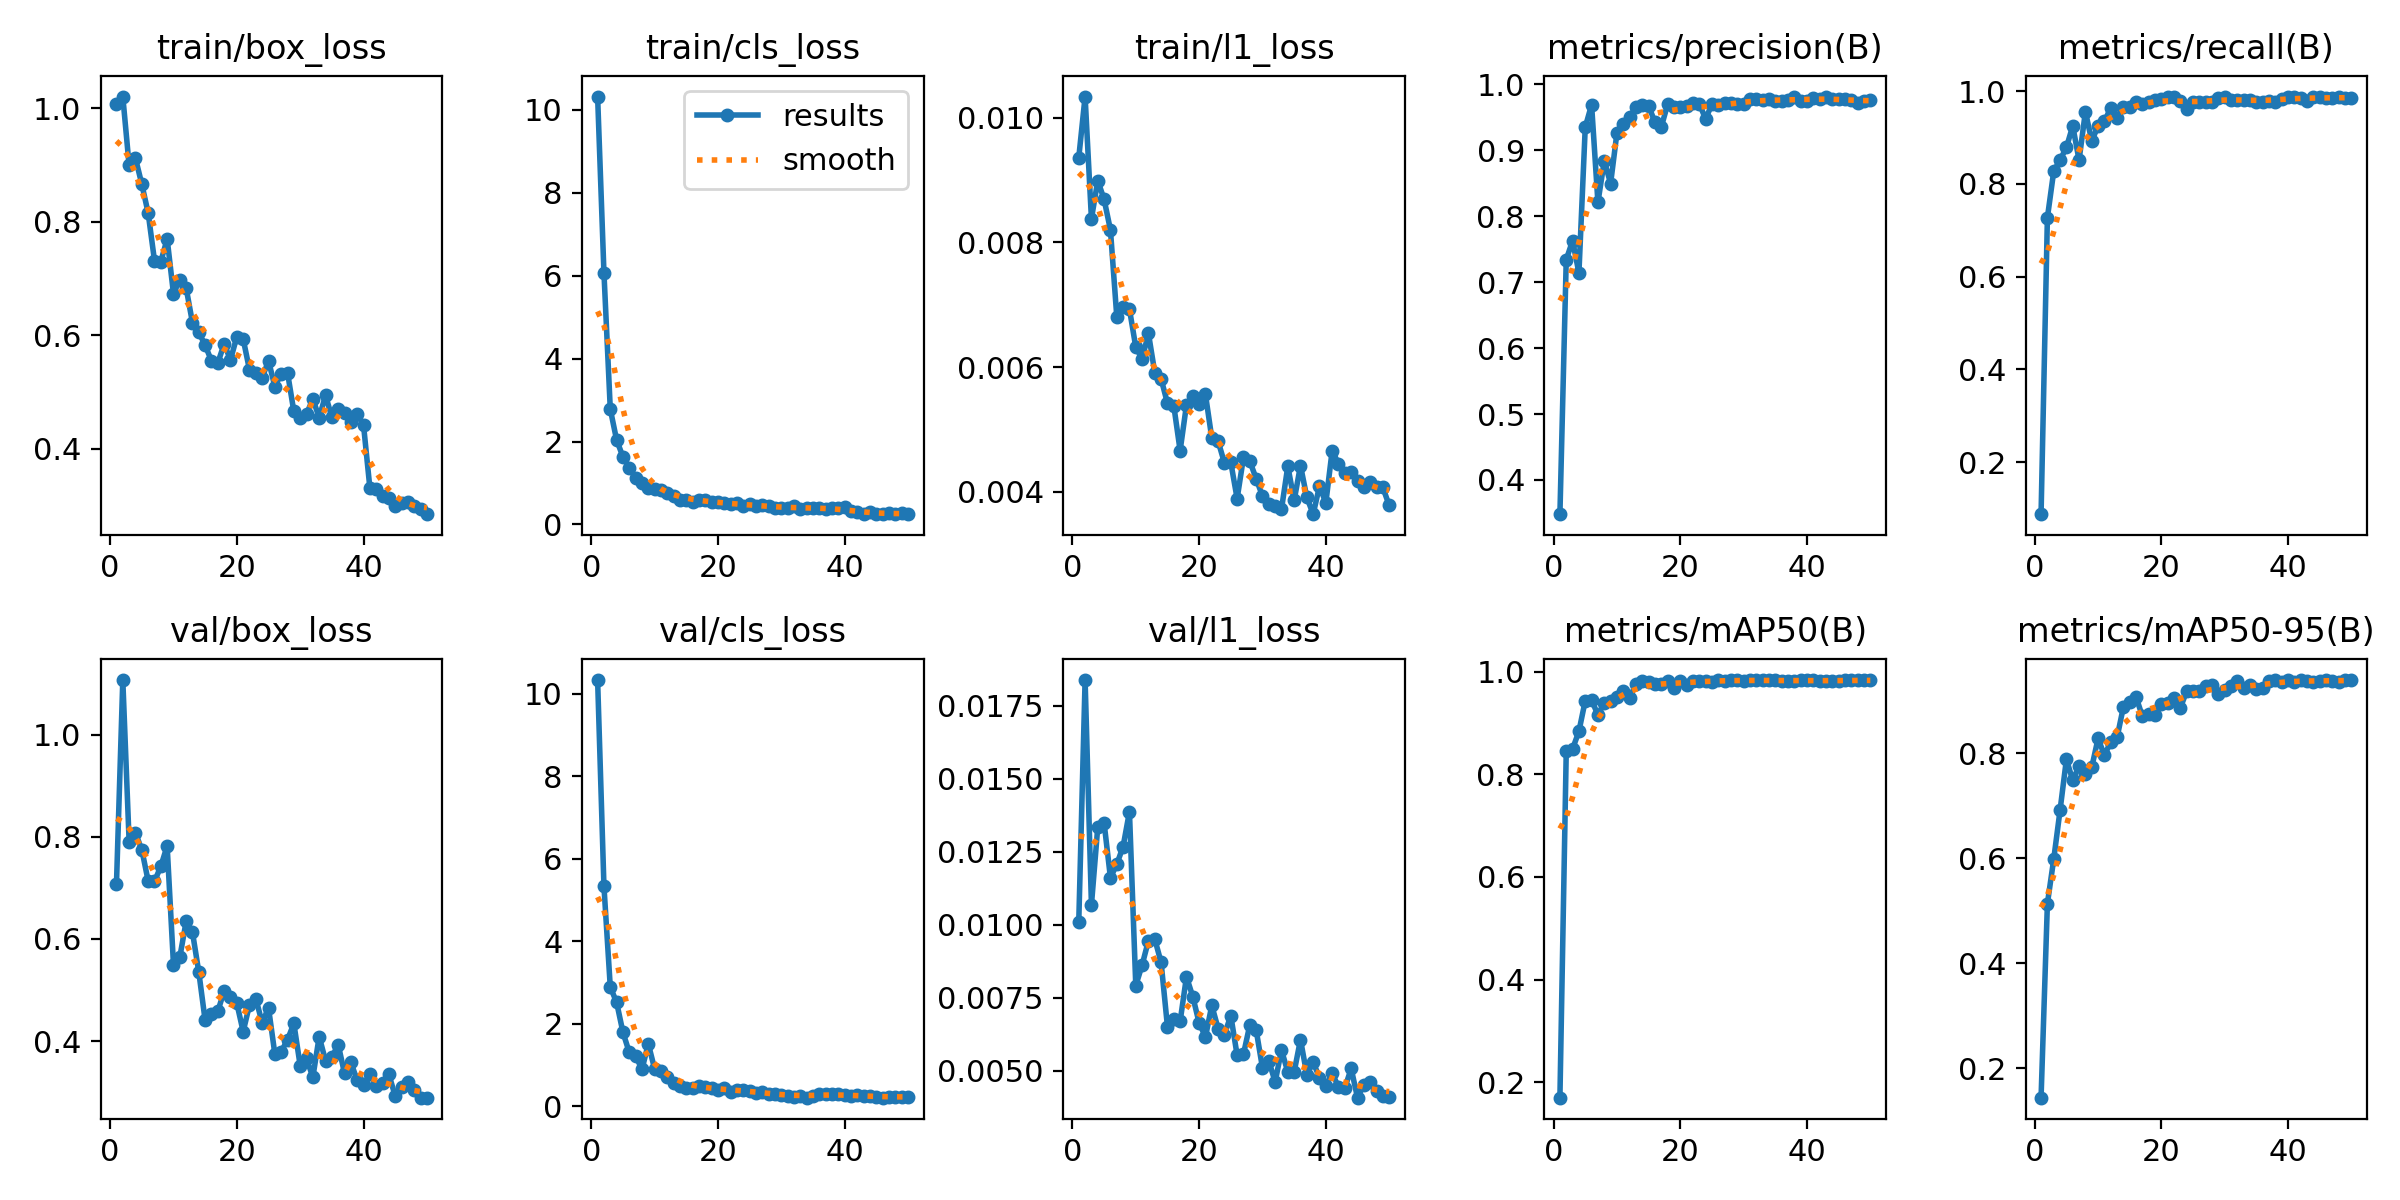 train/box_loss
1.0
0.8
0.6
0.4
0 20 40
train/cls_loss
results
smooth
10
8
6
4
2
0
0 20 40
train/l1_loss
0.010
0.008
0.006
0.004
0 20 40
metrics/precision(B)
1.0
0.9
0.8
0.7
0.6
0.5
0.4
0 20 40
metrics/recall(B)
1.0
0.8
0.6
0.4
0.2
0 20 40
val/box_loss
1.0
0.8
0.6
0.4
0 20 40
val/cls_loss
10
8
6
4
2
0
0 20 40
val/l1_loss
0.0175
0.0150
0.0125
0.0100
0.0075
0.0050
0 20 40
metrics/mAP50(B)
1.0
0.8
0.6
0.4
0.2
0 20 40
metrics/mAP50-95(B)
0.8
0.6
0.4
0.2
0 20 40